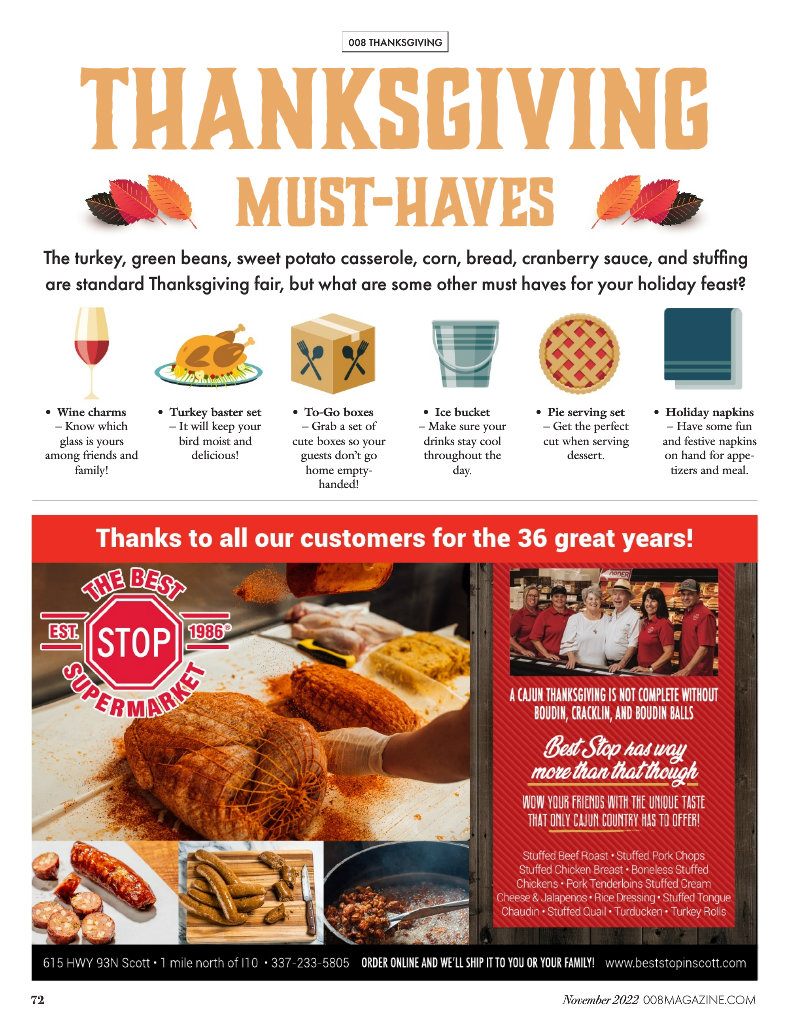 008 THANKSGIVING
THANKSGIVING
MUST-HAVES
The turkey, green beans, sweet potato casserole, corn, bread, cranberry sauce, and stuffing
are standard Thanksgiving fair, but what are some other must haves for your holiday feast?
• Wine charms
– Know which
glass is yours
among friends and
family!
• Turkey baster set
– It will keep your
bird moist and
delicious!
• To-Go boxes
– Grab a set of
cute boxes so your
guests don't go
home empty-
handed!
• Ice bucket
– Make sure your
drinks stay cool
throughout the
day.
• Pie serving set
– Get the perfect
cut when serving
dessert.
• Holiday napkins
– Have some fun
and festive napkins
on hand for appe-
tizers and meal.
Thanks to all our customers for the 36 great years!
THE BEST
EST. STOP 1986®
SUPERMARKET
A CAJUN THANKSGIVING IS NOT COMPLETE WITHOUT
BOUDIN, CRACKLIN, AND BOUDIN BALLS
Best Stop has way
more than that though
WOW YOUR FRIENDS WITH THE UNIQUE TASTE
THAT ONLY CAJUN COUNTRY HAS TO OFFER!
Stuffed Beef Roast • Stuffed Pork Chops
Stuffed Chicken Breast • Boneless Stuffed
Chickens • Pork Tenderloins Stuffed Cream
Cheese & Jalapenos • Rice Dressing • Stuffed Tongue
Chaudin • Stuffed Quail • Turducken • Turkey Rolls
615 HWY 93N Scott • 1 mile north of I10 • 337-233-5805 ORDER ONLINE AND WE'LL SHIP IT TO YOU OR YOUR FAMILY! www.beststopinscott.com
72
November 2022 008MAGAZINE.COM